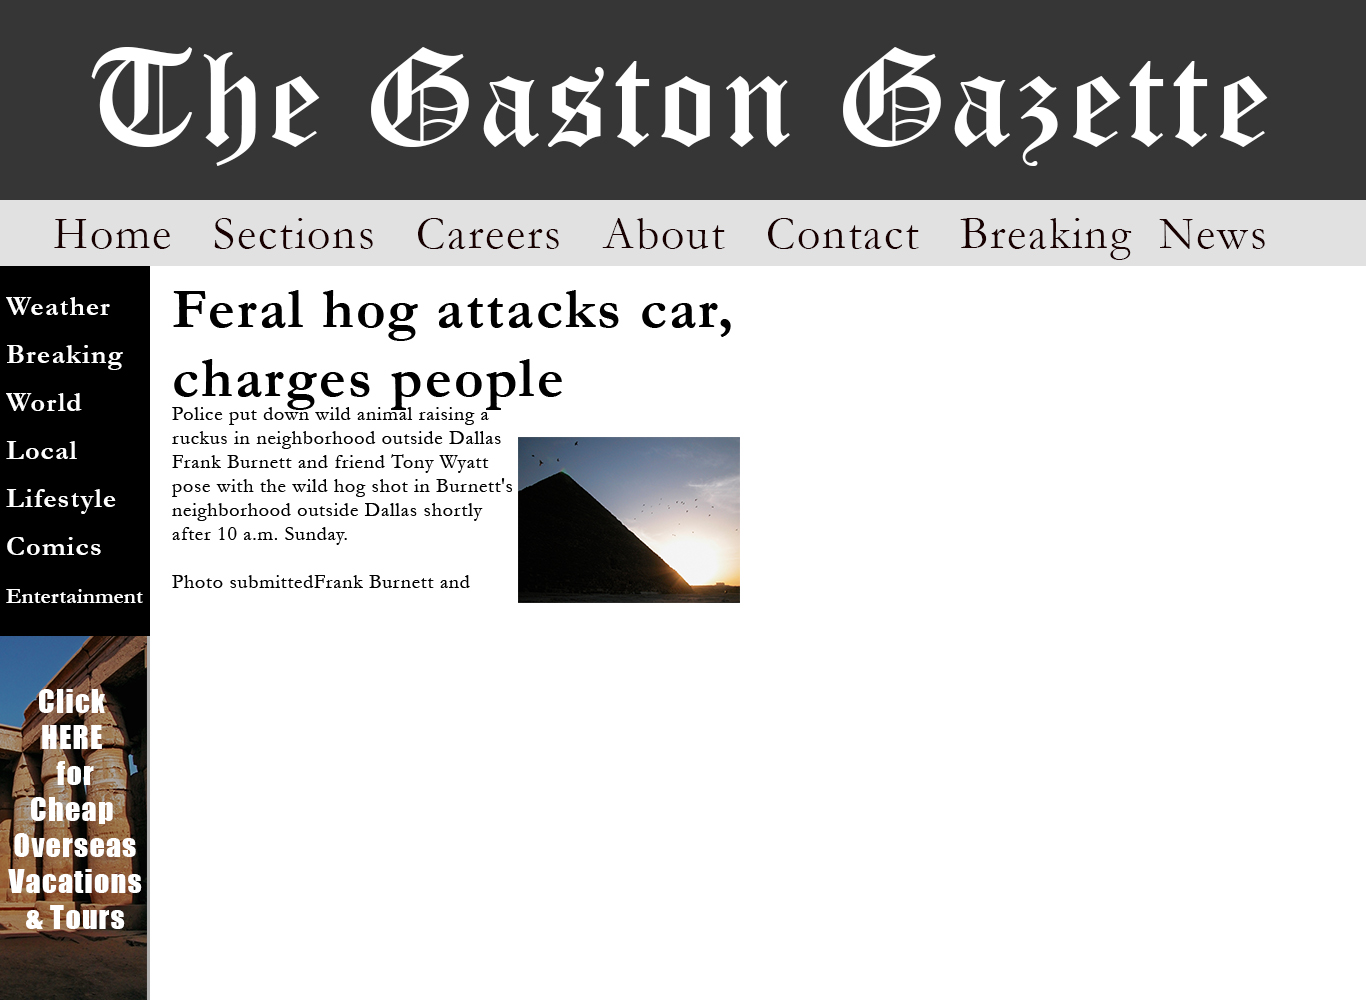 The Gaston Gazette
Home Sections Careers About Contact Breaking News
Weather
Breaking
World
Local
Lifestyle
Comics
Entertainment
Click
HERE
for
Cheap
Overseas
Vacations
& Tours
Feral hog attacks car,
charges people
Police put down wild animal raising a
ruckus in neighborhood outside Dallas
Frank Burnett and friend Tony Wyatt
pose with the wild hog shot in Burnett's
neighborhood outside Dallas shortly
after 10 a.m. Sunday.
Photo submittedFrank Burnett and